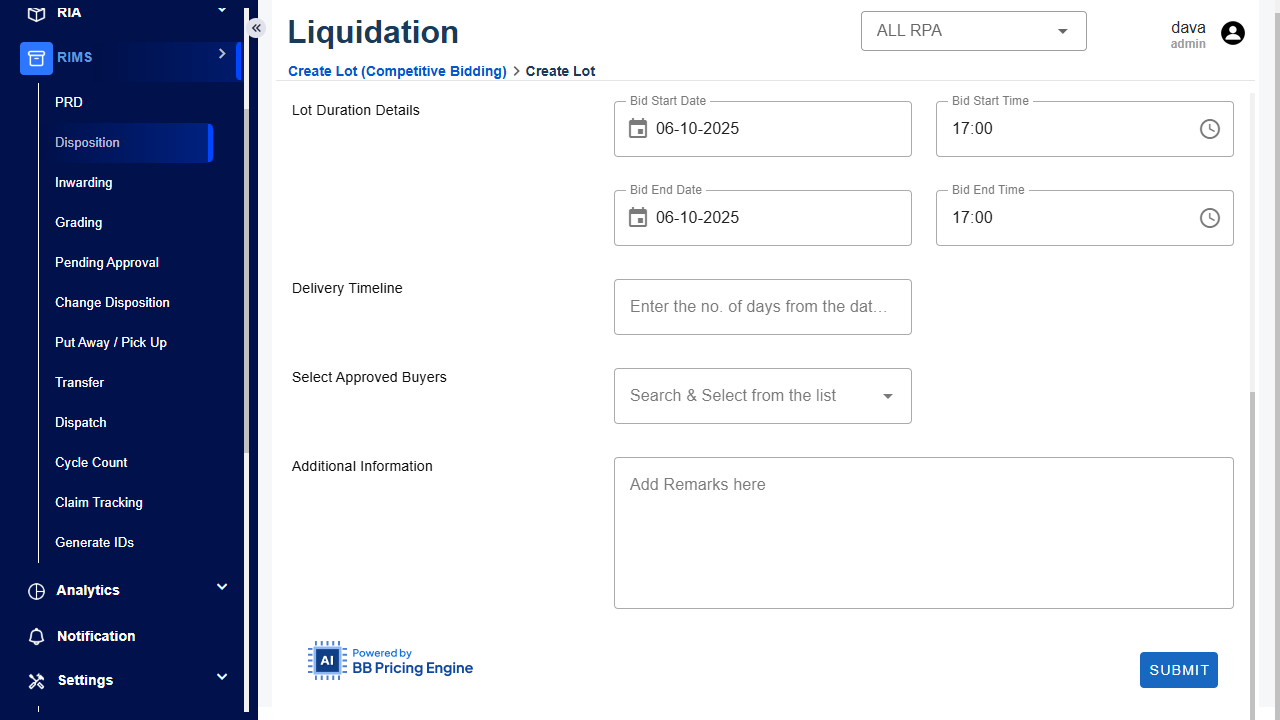 RIA
RIMS
PRD
Disposition
Inwarding
Grading
Pending Approval
Change Disposition
Put Away / Pick Up
Transfer
Dispatch
Cycle Count
Claim Tracking
Generate IDs
Analytics
Notification
Settings
Liquidation
ALL RPA
dava
admin
Create Lot (Competitive Bidding) > Create Lot
Lot Duration Details
Bid Start Date
06-10-2025
Bid Start Time
17:00
Bid End Date
06-10-2025
Bid End Time
17:00
Delivery Timeline
Enter the no. of days from the dat...
Select Approved Buyers
Search & Select from the list
Additional Information
Add Remarks here
AI
Powered by
BB Pricing Engine
SUBMIT